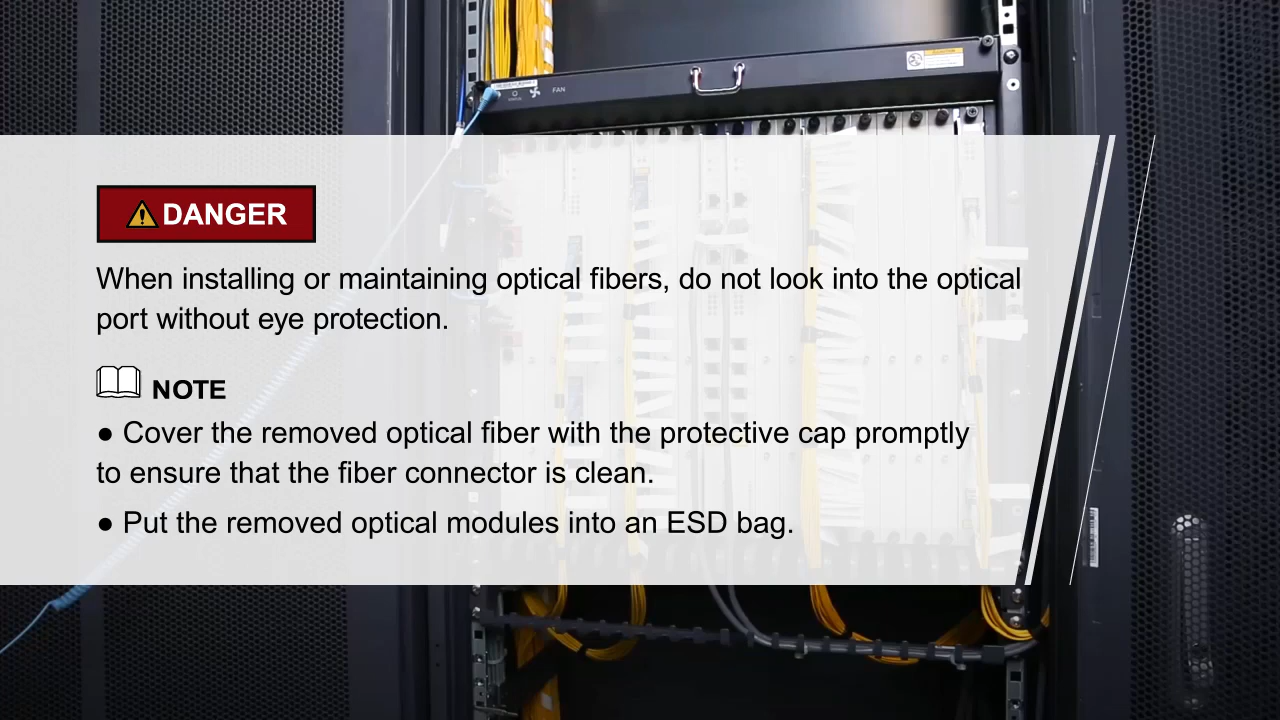 FAN
DANGER
When installing or maintaining optical fibers, do not look into the optical
port without eye protection.
NOTE
● Cover the removed optical fiber with the protective cap promptly
to ensure that the fiber connector is clean.
● Put the removed optical modules into an ESD bag.